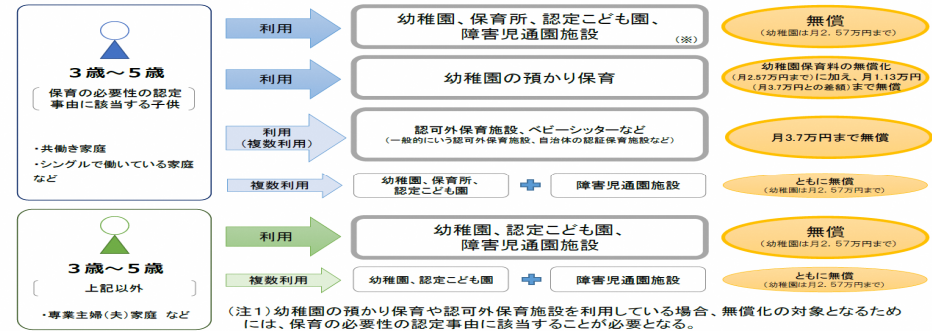 3歳～5歳
保育の必要性の認定
事由に該当する子供
・共働き家庭
・シングルで働いている家庭
など
利用
幼稚園、保育所、認定こども園、
障害児通園施設
(※)
無償
(幼稚園は月2．57万円まで)
利用
幼稚園の預かり保育
幼稚園保育料の無償化
(月2.57万円まで)に加え、月1.13万円
(月3.7万円との差額)まで無償
利用
(複数利用)
認可外保育施設、ベビーシッターなど
(一般的にいう認可外保育施設、自治体の認証保育施設など)
月3.7万円まで無償
複数利用
幼稚園、保育所、
認定こども園
障害児通園施設
ともに無償
(幼稚園は月2．57万円まで)
3歳～5歳
上記以外
・専業主婦(夫)家庭 など
利用
幼稚園、認定こども園、
障害児通園施設
無償
(幼稚園は月2．57万円まで)
複数利用
幼稚園、認定こども園
障害児通園施設
ともに無償
(幼稚園は月2．57万円まで)
(注1)幼稚園の預かり保育や認可外保育施設を利用している場合、無償化の対象となるため
には、保育の必要性の認定事由に該当することが必要となる。